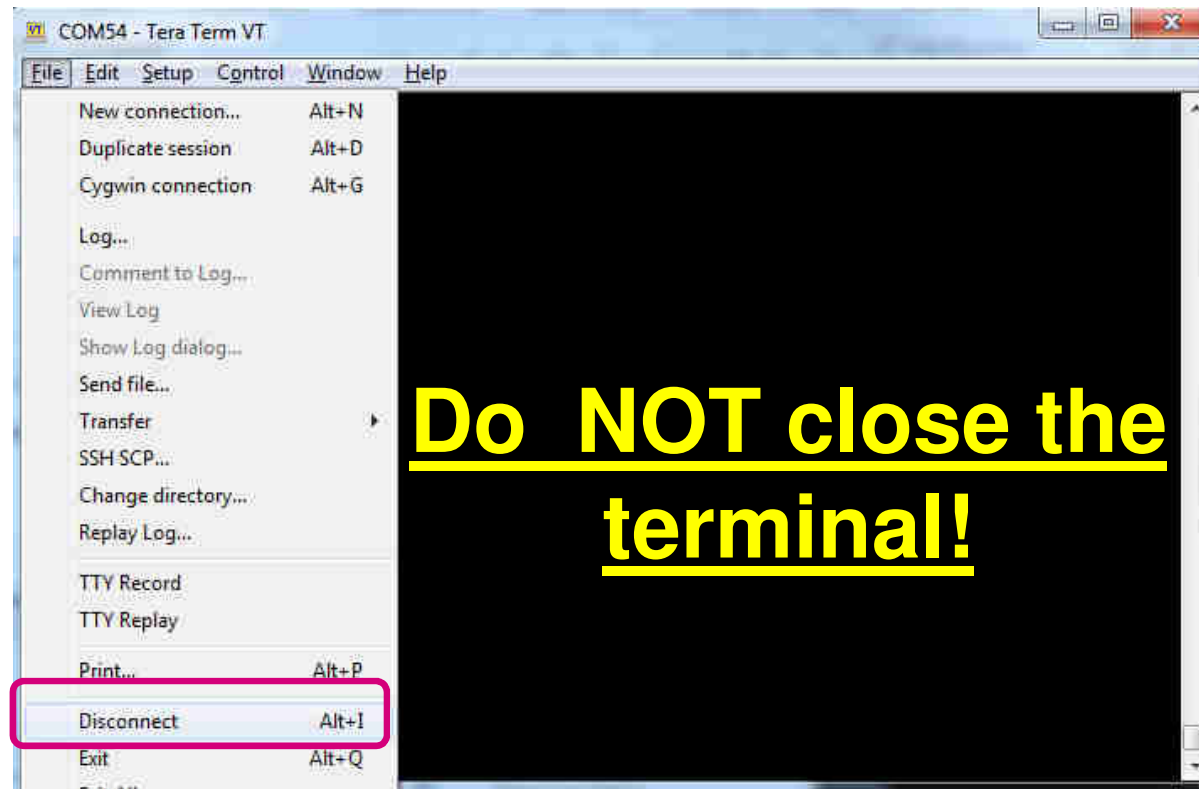 COM54 - Tera Term VT
File Edit Setup Control Window Help
New connection... Alt+N
Duplicate session Alt+D
Cygwin connection Alt+G
Log...
Comment to Log...
View Log
Show Log dialog...
Send file...
Transfer
SSH SCP...
Change directory...
Replay Log...
TTY Record
TTY Replay
Print... Alt+P
Disconnect Alt+I
Exit Alt+Q
Do NOT close the
terminal!